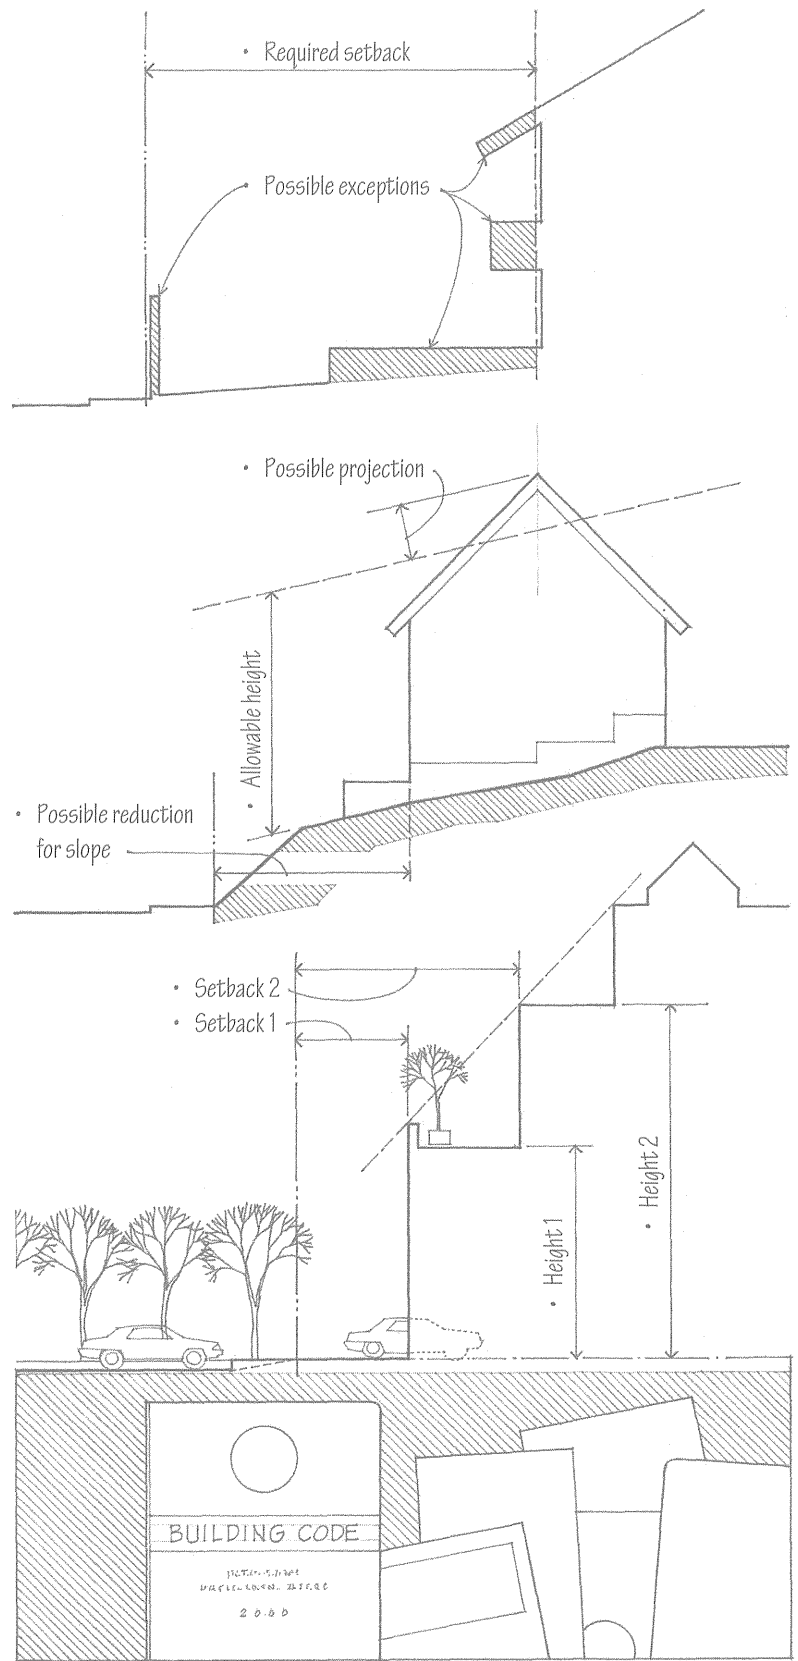 • Required setback
• Possible exceptions
• Possible projection
• Allowable height
• Possible reduction
for slope
• Setback 2
• Setback 1
• Height 2
• Height 1
BUILDING CODE